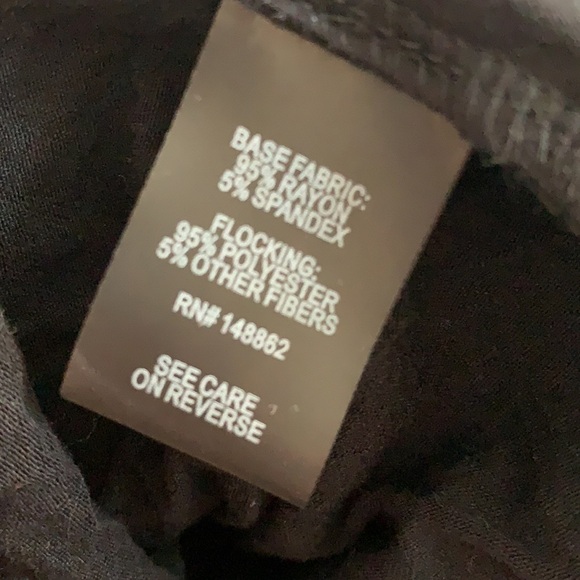 BASE FABRIC:
95% RAYON
5% SPANDEX
FLOCKING:
95% POLYESTER
5% OTHER FIBERS
RN# 148862
SEE CARE
ON REVERSE